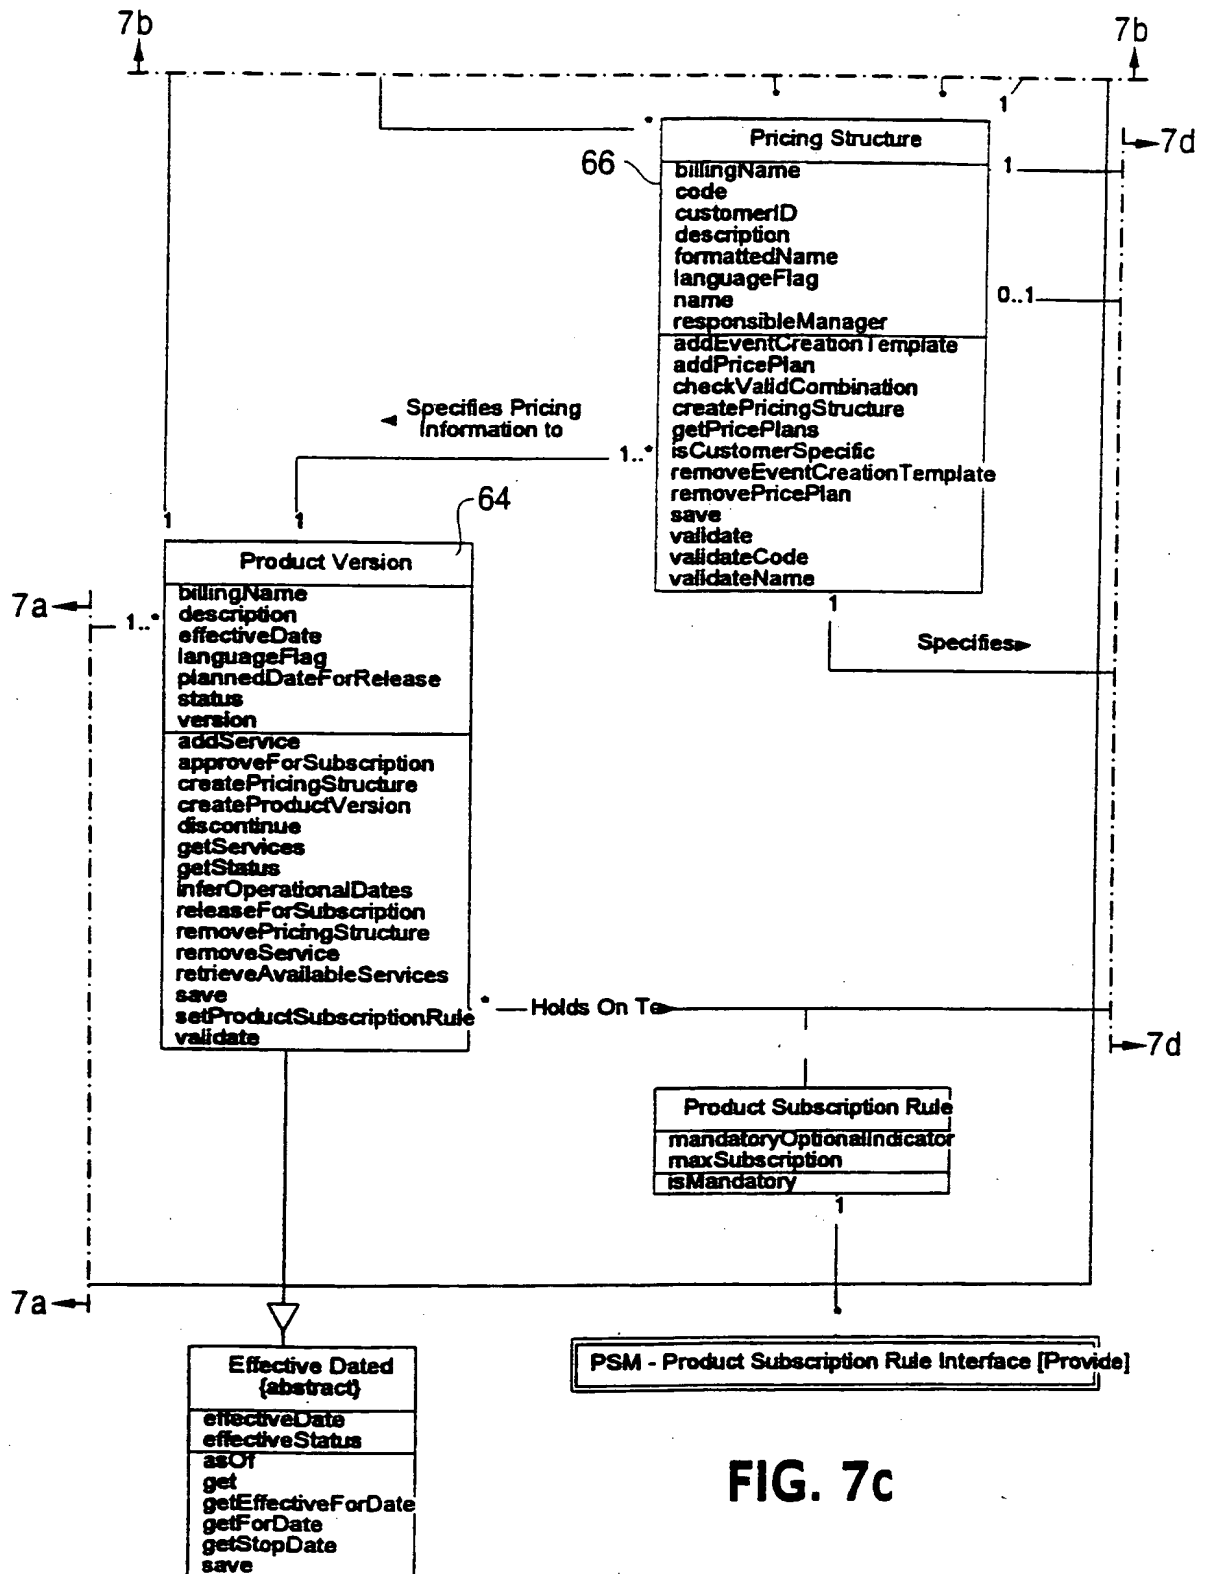 7b
7b
*
*
1
*
Pricing Structure
7d
66
1
billingName
code
customerID
description
formattedName
languageFlag
0..1
name
responsibleManager
addEventCreationTemplate
addPricePlan
checkValidCombination
createPricingStructure
getPricePlans
isCustomerSpecific
removeEventCreationTemplate
removePricePlan
save
validate
validateCode
validateName
Specifies Pricing
Information to
1..*
64
1
1
Product Version
7a
1..*
billingName
description
effectiveDate
languageFlag
plannedDateForRelease
status
version
addService
approveForSubscription
createPricingStructure
createProductVersion
discontinue
getServices
getStatus
inferOperationalDates
releaseForSubscription
removePricingStructure
removeService
retrieveAvailableServices
save
setProductSubscriptionRule
validate
1
Specifies
*
Holds On To
7d
Product Subscription Rule
mandatoryOptionalIndicator
maxSubscription
isMandatory
1
7a
*
Effective Dated
{abstract}
effectiveDate
effectiveStatus
asOf
get
getEffectiveForDate
getForDate
getStopDate
save
PSM - Product Subscription Rule Interface [Provide]
FIG. 7c